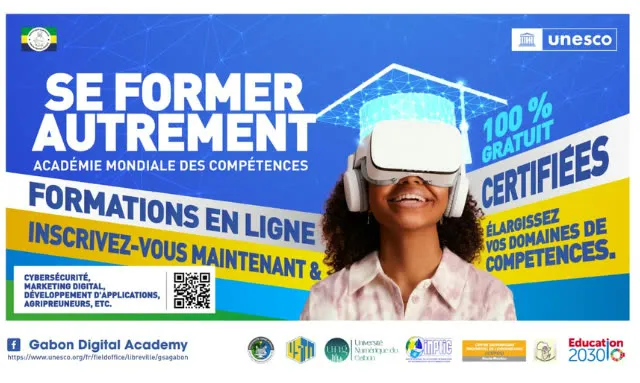 unesco
SE FORMER
AUTREMENT
ACADÉMIE MONDIALE DES COMPÉTENCES
100 %
GRATUIT
CERTIFIÉES
FORMATIONS EN LIGNE
INSCRIVEZ-VOUS MAINTENANT &
ÉLARGISSEZ
VOS DOMAINES DE
COMPETENCES.
CYBERSÉCURITÉ,
MARKETING DIGITAL,
DÉVELOPPEMENT D'APPLICATIONS,
AGRIPRENEURS, ETC.
Gabon Digital Academy
https://www.unesco.org/fr/fieldoffice/libreville/gsagabon
Université
Numérique du
Gabon
Education
2030